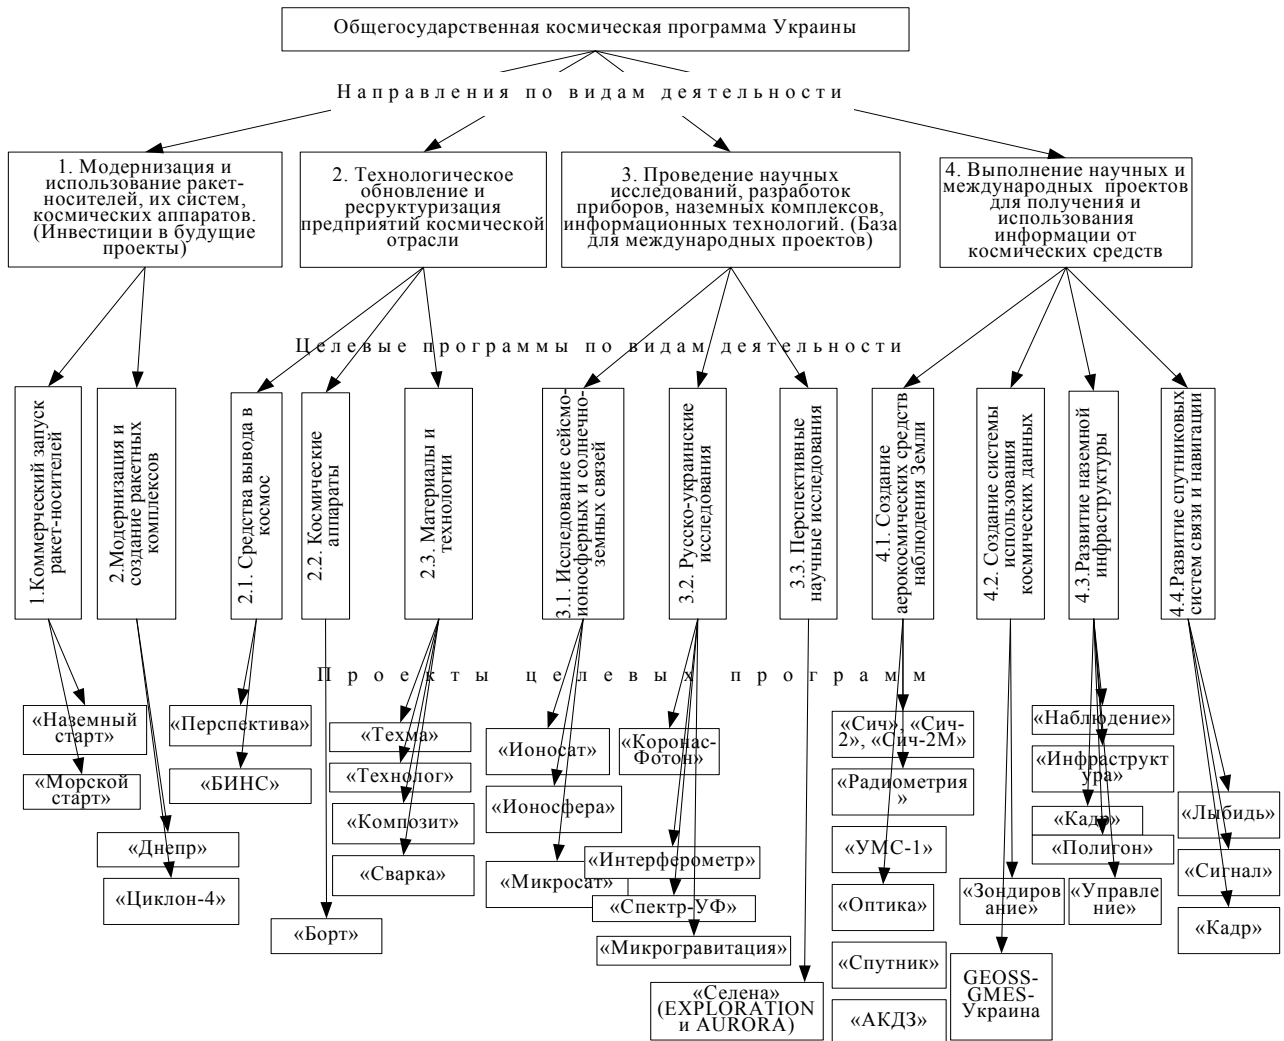 Общегосударственная космическая программа Украины
Направления по видам деятельности
1. Модернизация и
использование ракет-
носителей, их систем,
космических аппаратов.
(Инвестиции в будущие
проекты)
2. Технологическое
обновление и
ресруктуризация
предприятий космической
отрасли
3. Проведение научных
исследований, разработок
приборов, наземных комплексов,
информационных технологий. (База
для международных проектов)
4. Выполнение научных и
международных проектов
для получения и
использования
информации от
космических средств
Целевые программы по видам деятельности
1.Коммерческий запуск
ракет-носителей
2.Модернизация и
создание ракетных
комплексов
2.1. Средства вывода в
космос
2.2. Космические
аппараты
2.3. Материалы и
технологии
3.1. Исследование сейсмо-
ионосферных и солнечно-
земных связей
3.2. Русско-украинские
исследования
3.3. Перспективные
научные исследования
4.1. Создание
аерокосмических средств
наблюдения Земли
4.2. Создание системы
использования
космических данных
4.3.Развитие наземной
инфраструктуры
4.4.Развитие спутниковых
систем связи и навигации
Проекты целевых программ
«Наземный
старт»
«Морской
старт»
«Днепр»
«Циклон-4»
«Перспектива»
«БИНС»
«Борт»
«Техма»
«Технолог»
«Композит»
«Сварка»
«Ионосат»
«Ионосфера»
«Микросат»
«Коронас-
Фотон»
«Интерферометр»
«Спектр-УФ»
«Микрогравитация»
«Селена»
(EXPLORATION
и AURORA)
«Сич», «Сич-
2», «Сич-2М»
«Радиометрия
»
«УМС-1»
«Оптика»
«Спутник»
«АКДЗ»
«Зондиров
ание»
GEOSS-
GMES-
Украина
«Наблюдение»
«Инфраструкт
ура»
«Кадр»
«Полигон»
«Управле
ние»
«Лыбидь»
«Сигнал»
«Кадр»